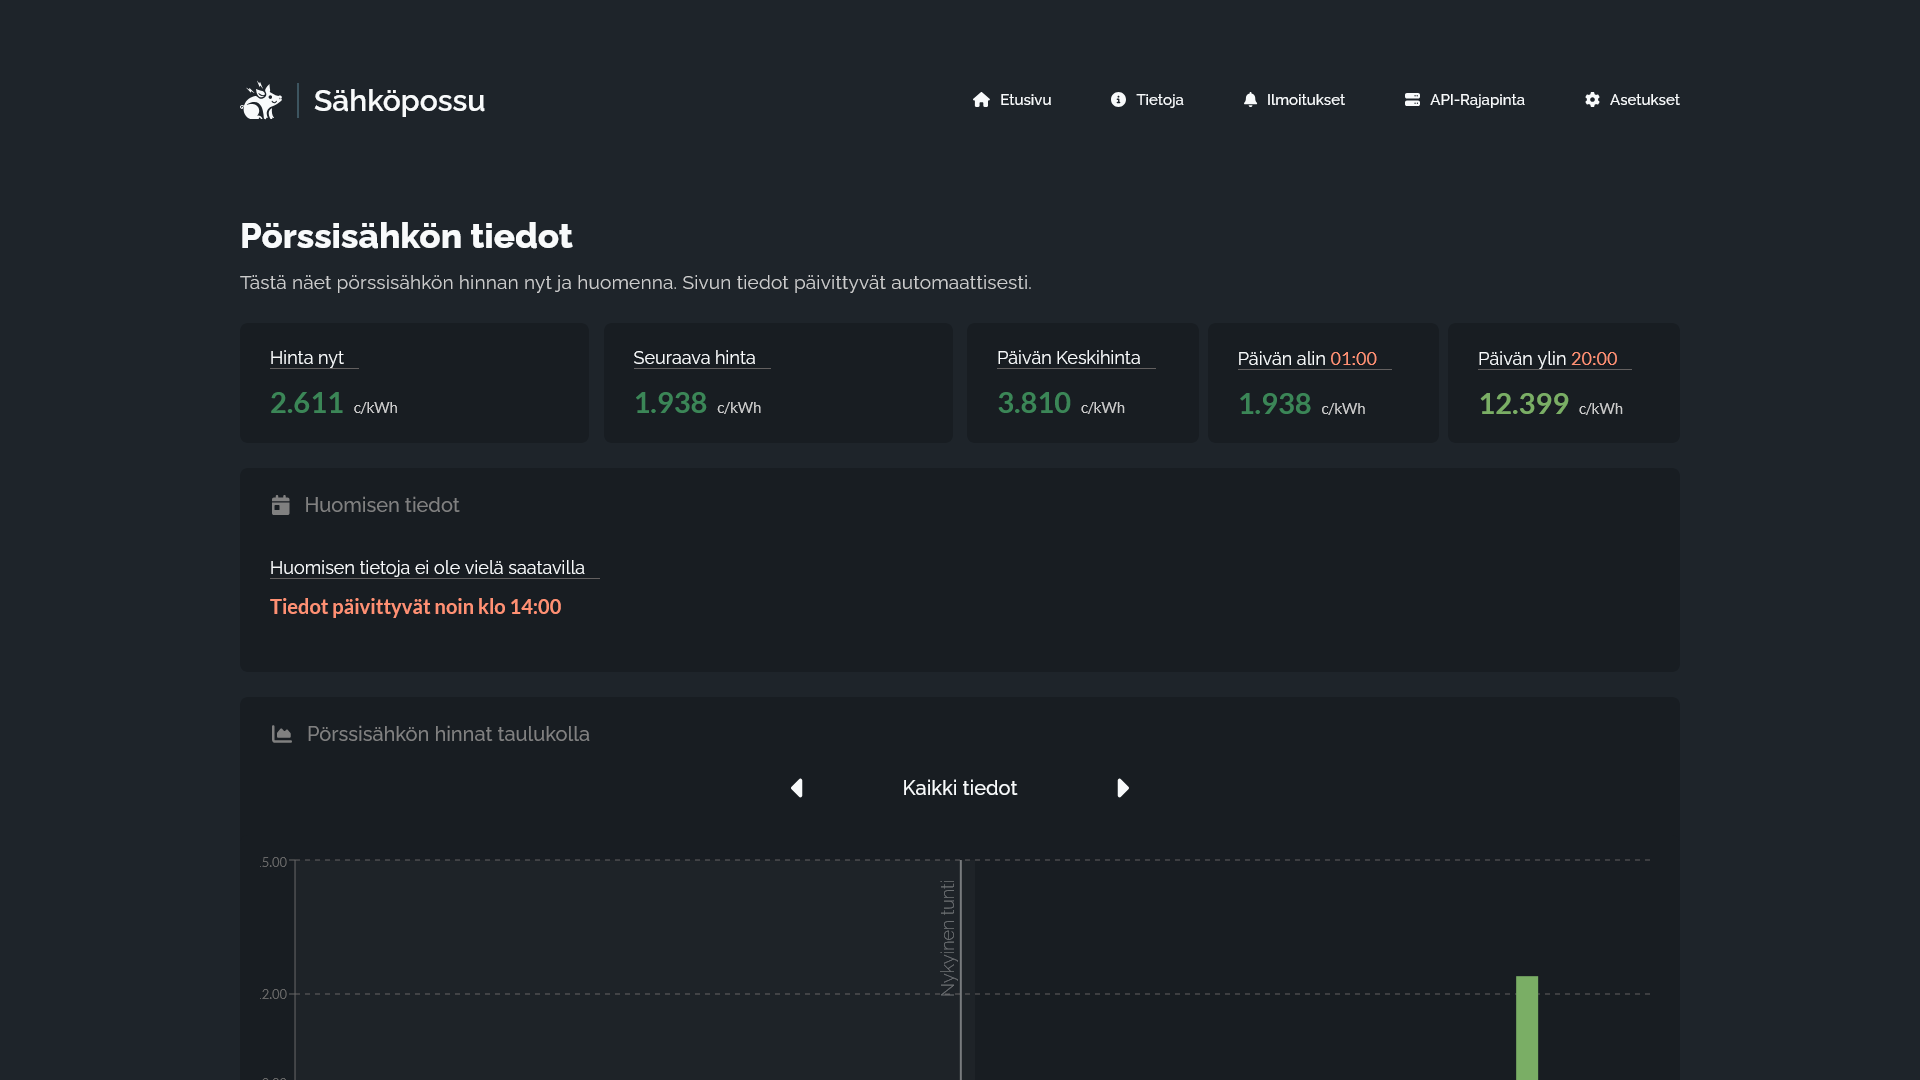 Sähköpossu
Etusivu
Tietoja
Ilmoitukset
API-Rajapinta
Asetukset
Pörssisähkön tiedot
Tästä näet pörssisähkön hinnan nyt ja huomenna. Sivun tiedot päivittyvät automaattisesti.
Hinta nyt
2.611 c/kWh
Seuraava hinta
1.938 c/kWh
Päivän Keskihinta
3.810 c/kWh
Päivän alin 01:00
1.938 c/kWh
Päivän ylin 20:00
12.399 c/kWh
Huomisen tiedot
Huomisen tietoja ei ole vielä saatavilla
Tiedot päivittyvät noin klo 14:00
Pörssisähkön hinnat taulukolla
Kaikki tiedot
5.00
Nykyinen tunti
2.00